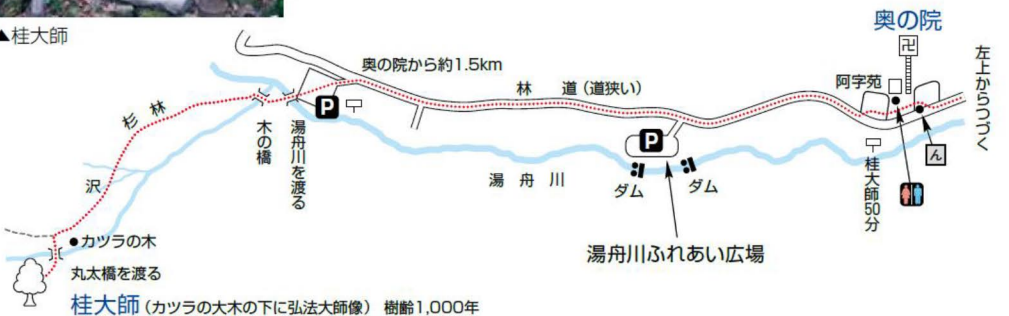 ▲桂大師
奥の院
卍
左上からつづく
阿字苑
奥の院から約1.5km
林道（道狭い）
P
杉林
木の橋
湯舟川を渡る
P
ん
沢
湯舟川
ダム
ダム
桂大師50分
カツラの木
湯舟川ふれあい広場
丸太橋を渡る
桂大師（カツラの大木の下に弘法大師像） 樹齢1,000年